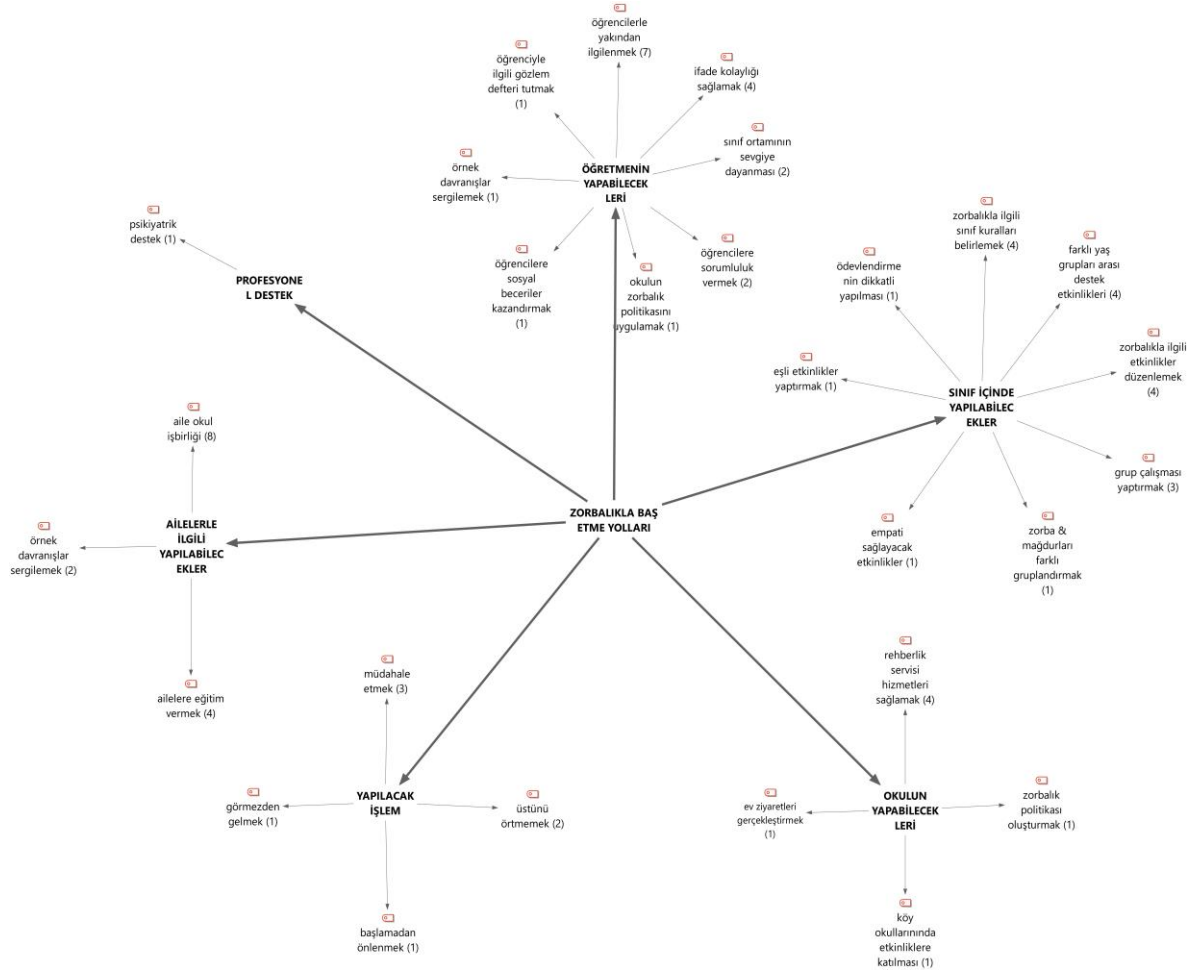 öğrencilerle
yakından
ilgilenmek (7)
öğrenciyle
ilgili gözlem
defteri tutmak
(1)
ifade kolaylığı
sağlamak (4)
sınıf ortamının
sevgiye
dayanması (2)
örnek
davranışlar
sergilemek (1)
ÖĞRETMENİN
YAPABİLECEK
LERİ
öğrencilere
sosyal
beceriler
kazandırmak
(1)
okulun
zorbalık
politikasını
uygulamak (1)
öğrencilere
sorumluluk
vermek (2)
psikiyatrik
destek (1)
PROFESYONE
L DESTEK
zorbalıkla ilgili
sınıf kuralları
belirlemek (4)
farklı yaş
grupları arası
destek
etkinlikleri (4)
ödevlendirme
nin dikkatli
yapılması (1)
zorbalıkla ilgili
etkinlikler
düzenlemek
(4)
eşli etkinlikler
yaptırmak (1)
SINIF İÇİNDE
YAPILABİLEC
EKLER
grup çalışması
yaptırmak (3)
empati
sağlayacak
etkinlikler (1)
zorba &
mağdurları
farklı
gruplandırmak
(1)
aile okul
işbirliği (8)
ZORBALIKLA BAŞ
ETME YOLLARI
örnek
davranışlar
sergilemek (2)
AİLELERLE
İLGİLİ
YAPILABİLEC
EKLER
ailelere eğitim
vermek (4)
müdahale
etmek (3)
görmezden
gelmek (1)
YAPILACAK
İŞLEM
üstünü
örtmemek (2)
başlamadan
önlenmek (1)
rehberlik
servisi
hizmetleri
sağlamak (4)
ev ziyaretleri
gerçekleştirmek
(1)
OKULUN
YAPABİLECEK
LERİ
zorbalık
politikası
oluşturmak (1)
köy
okullarınında
etkinliklere
katılması (1)